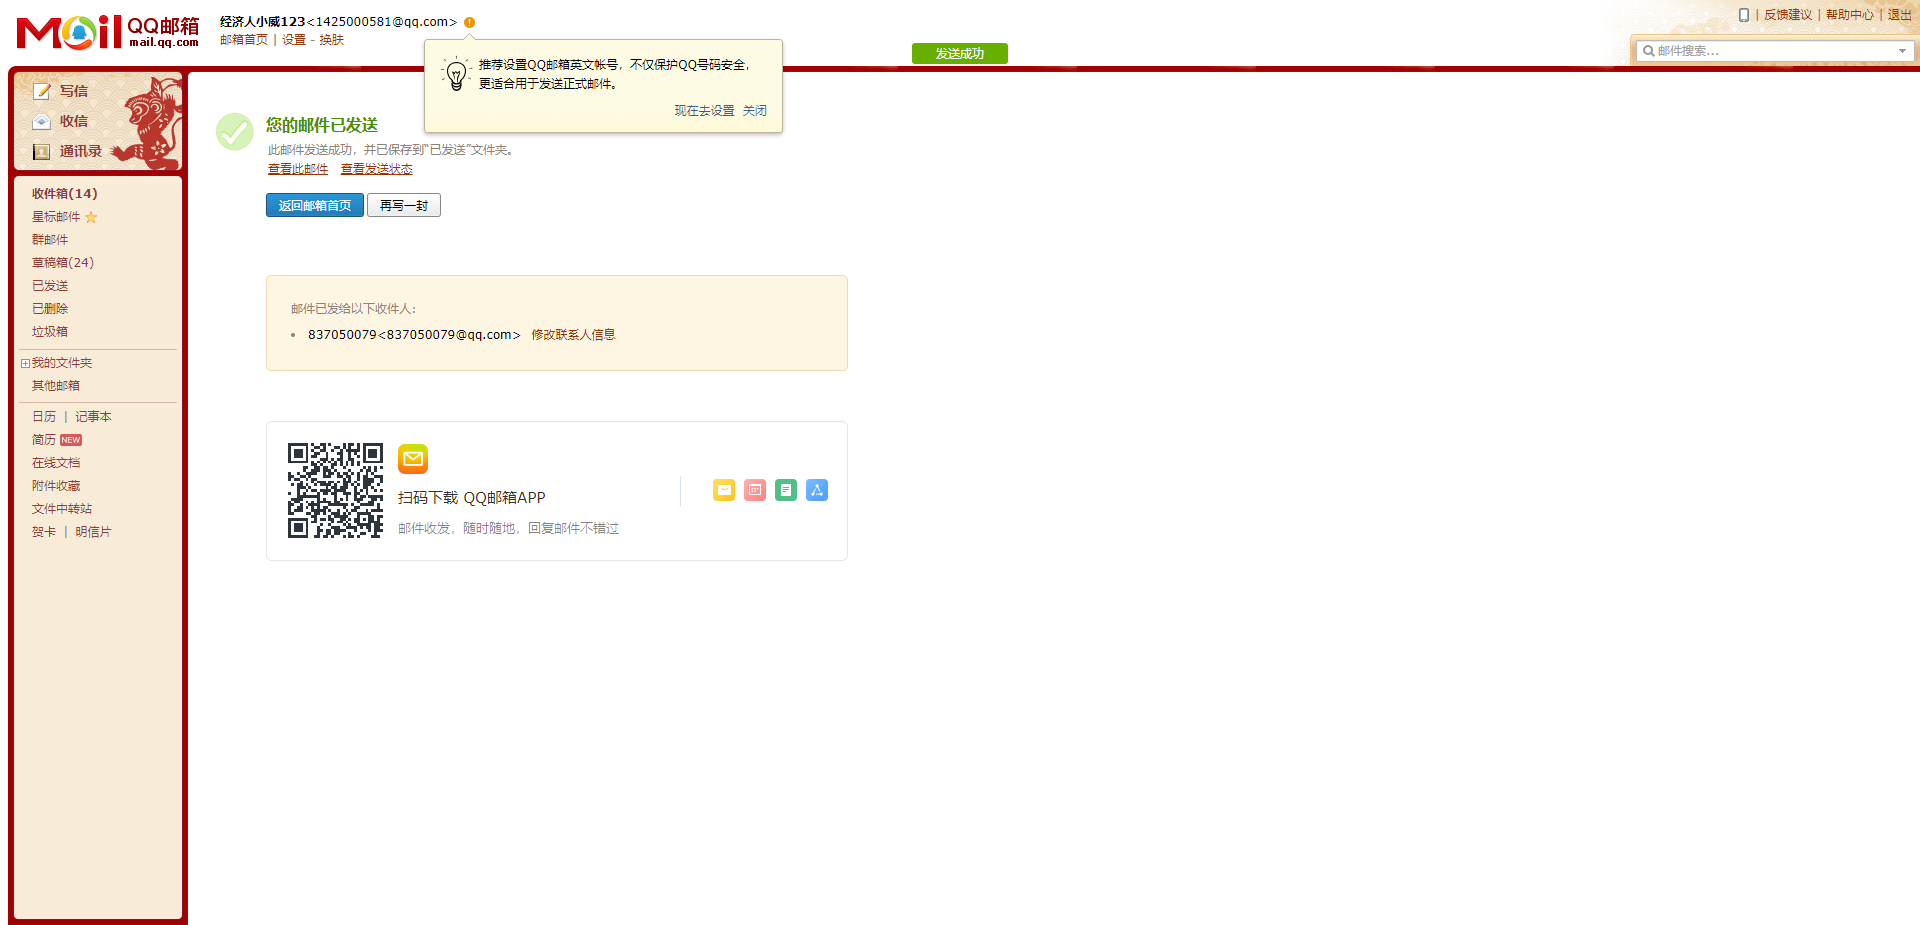 Mail QQ邮箱
mail.qq.com
经济人小威123<1425000581@qq.com>
邮箱首页 | 设置 - 换肤
反馈建议 | 帮助中心 | 退出
推荐设置QQ邮箱英文帐号，不仅保护QQ号码安全，
更适合用于发送正式邮件。
现在去设置 关闭
发送成功
邮件搜索...
写信
收信
通讯录
收件箱(14)
星标邮件
群邮件
草稿箱(24)
已发送
已删除
垃圾箱
我的文件夹
其他邮箱
日历 | 记事本
简历 NEW
在线文档
附件收藏
文件中转站
贺卡 | 明信片
您的邮件已发送
此邮件发送成功，并已保存到“已发送”文件夹。
查看此邮件 查看发送状态
返回邮箱首页 再写一封
邮件已发给以下收件人：
• 837050079<837050079@qq.com> 修改联系人信息
扫码下载 QQ邮箱APP
邮件收发，随时随地，回复邮件不错过